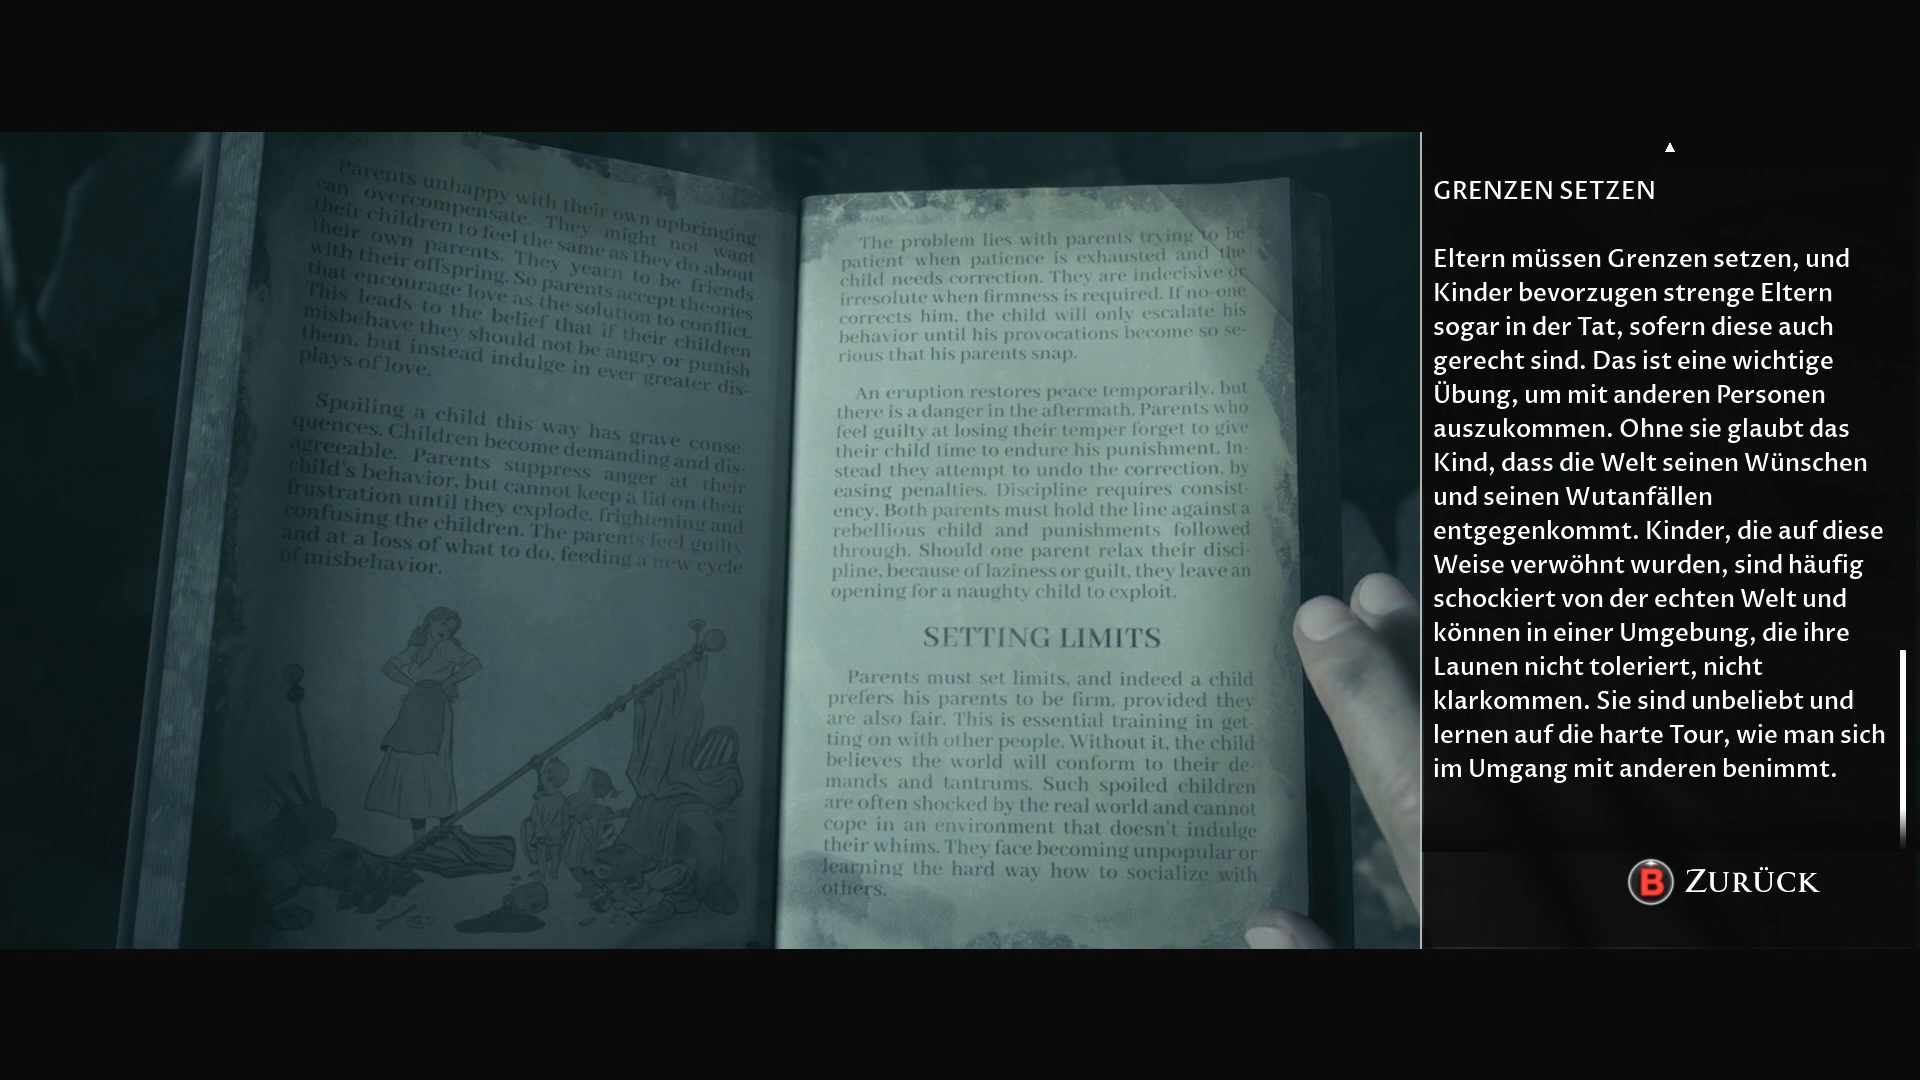 Parents unhappy with their own upbringing
can overcompensate. They might not want
their children to feel the same as they do about
their own parents. They yearn to be friends
with their offspring. So parents accept theories
that encourage love as the solution to conflict.
This leads to the belief that if their children
misbehave they should not be angry or punish
them, but instead indulge in ever greater dis-
plays of love.
Spoiling a child this way has grave conse-
quences. Children become demanding and dis-
agreeable. Parents suppress anger at their
child's behavior, but cannot keep a lid on their
frustration until they explode, frightening and
confusing the children. The parents feel guilty
and at a loss of what to do, feeding a new cycle
of misbehavior.
The problem lies with parents trying to be
patient when patience is exhausted and the
child needs correction. They are indecisive or
irresolute when firmness is required. If no-one
corrects him, the child will only escalate his
behavior until his provocations become so se-
rious that his parents snap.
An eruption restores peace temporarily, but
there is a danger in the aftermath. Parents who
feel guilty at losing their temper forget to give
their child time to endure his punishment. In-
stead they attempt to undo the correction, by
easing penalties. Discipline requires consist-
ency. Both parents must hold the line against a
rebellious child and punishments followed
through. Should one parent relax their disci-
pline, because of laziness or guilt, they leave an
opening for a naughty child to exploit.
SETTING LIMITS
Parents must set limits, and indeed a child
prefers his parents to be firm, provided they
are also fair. This is essential training in get-
ting on with other people. Without it, the child
believes the world will conform to their de-
mands and tantrums. Such spoiled children
are often shocked by the real world and cannot
cope in an environment that doesn't indulge
their whims. They face becoming unpopular or
learning the hard way how to socialize with
others.
GRENZEN SETZEN
Eltern müssen Grenzen setzen, und
Kinder bevorzugen strenge Eltern
sogar in der Tat, sofern diese auch
gerecht sind. Das ist eine wichtige
Übung, um mit anderen Personen
auszukommen. Ohne sie glaubt das
Kind, dass die Welt seinen Wünschen
und seinen Wutanfällen
entgegenkommt. Kinder, die auf diese
Weise verwöhnt wurden, sind häufig
schockiert von der echten Welt und
können in einer Umgebung, die ihre
Launen nicht toleriert, nicht
klarkommen. Sie sind unbeliebt und
lernen auf die harte Tour, wie man sich
im Umgang mit anderen benimmt.
B ZURÜCK